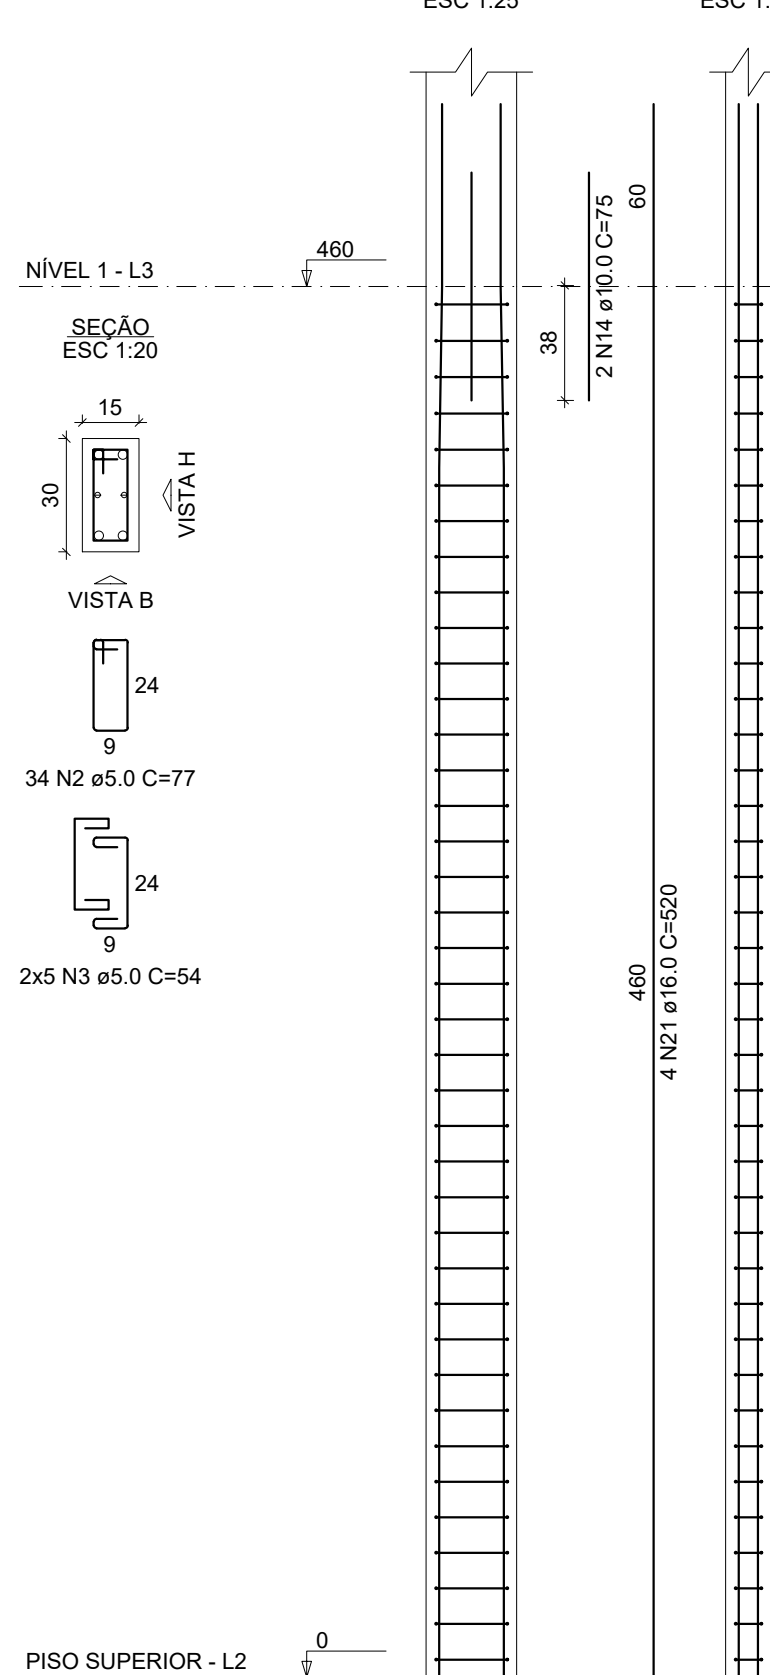 ESC 1:25
ESC 1:
460
NÍVEL 1 - L3
SEÇÃO
ESC 1:20
15
30
VISTA H
VISTA B
24
9
34 N2 ø5.0 C=77
24
9
2x5 N3 ø5.0 C=54
38
2 N14 ø10.0 C=75
60
460
4 N21 ø16.0 C=520
0
PISO SUPERIOR - L2